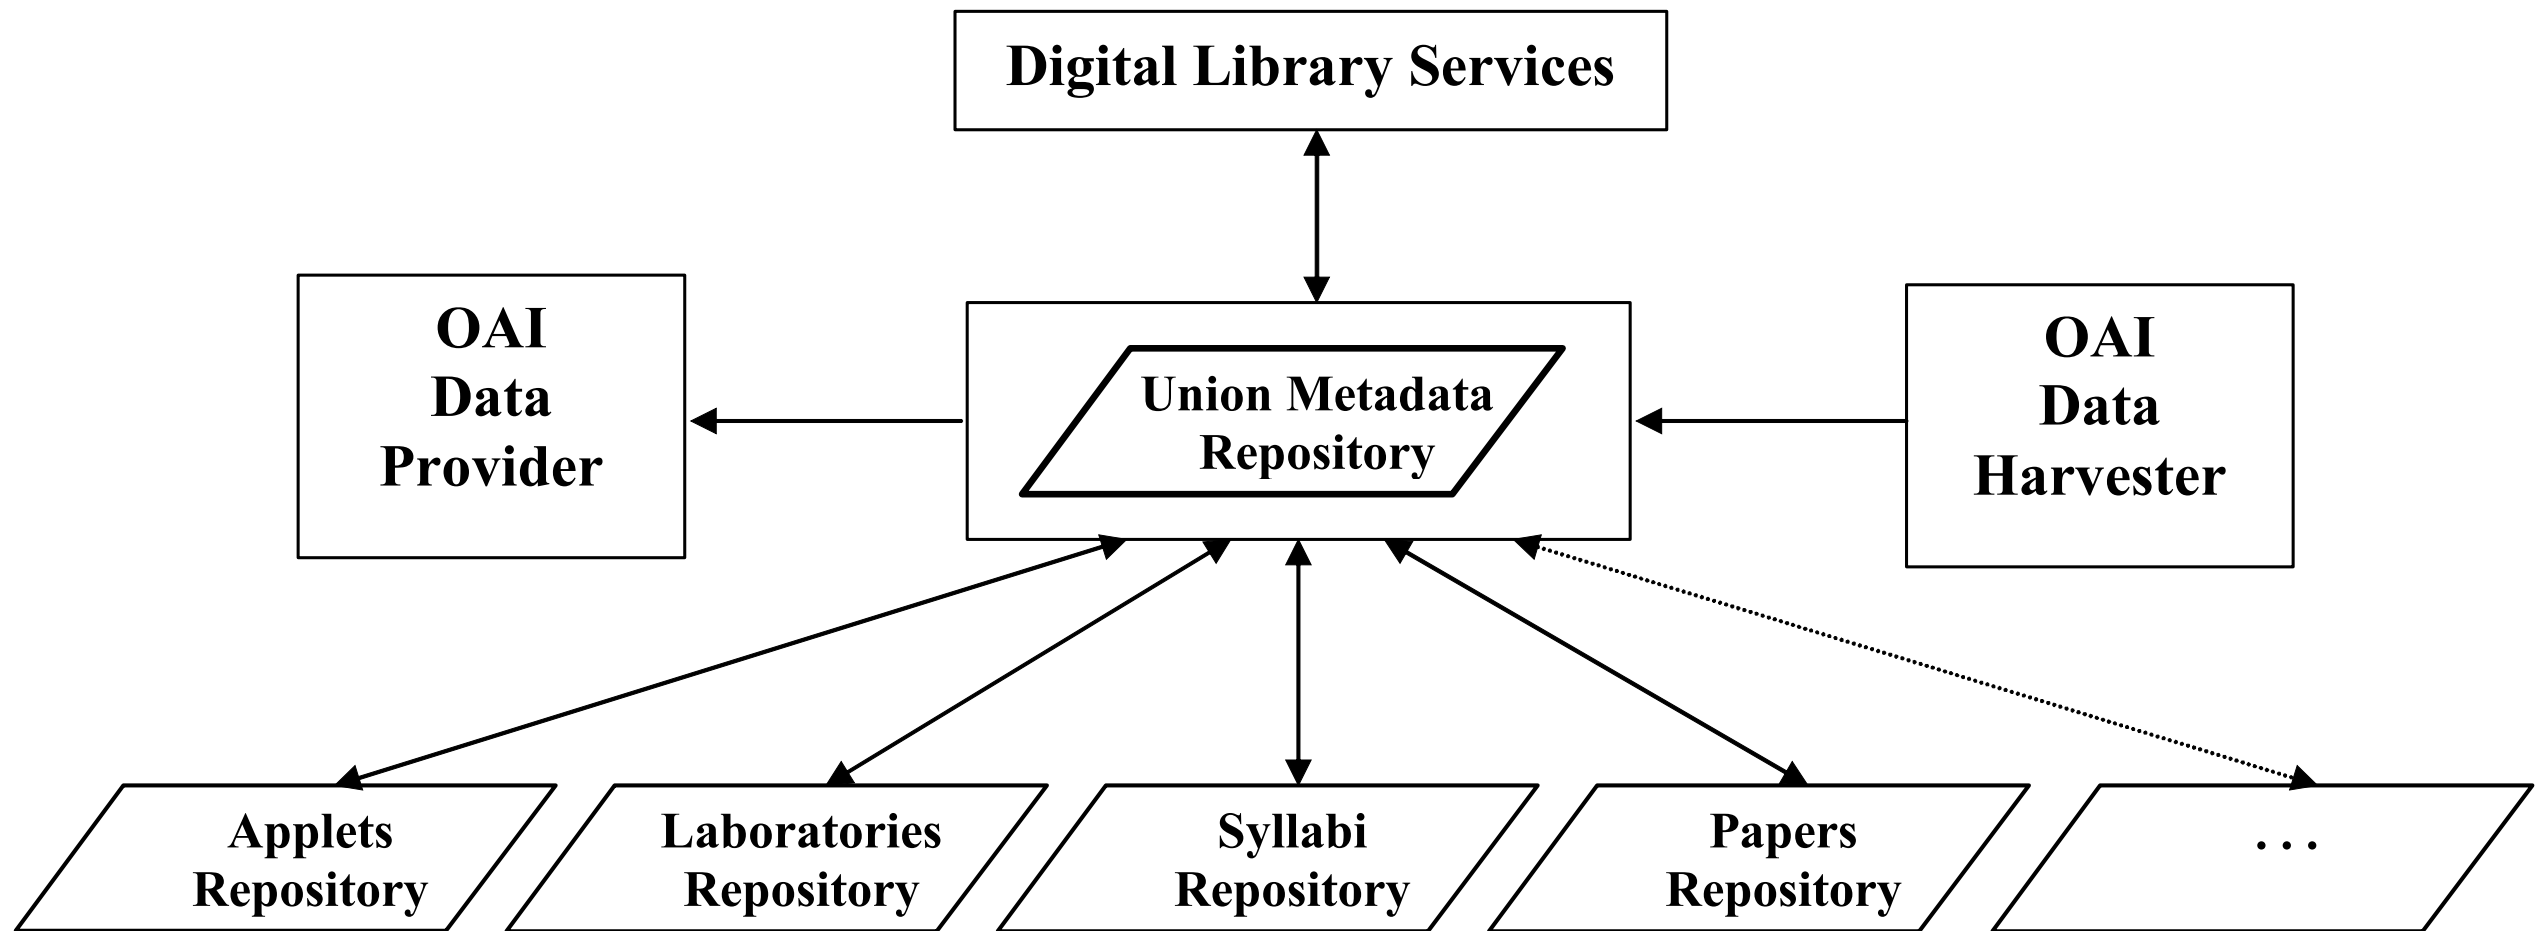 Digital Library Services
OAI
Data
Provider
Union Metadata
Repository
OAI
Data
Harvester
Applets
Repository
Laboratories
Repository
Syllabi
Repository
Papers
Repository
. . .